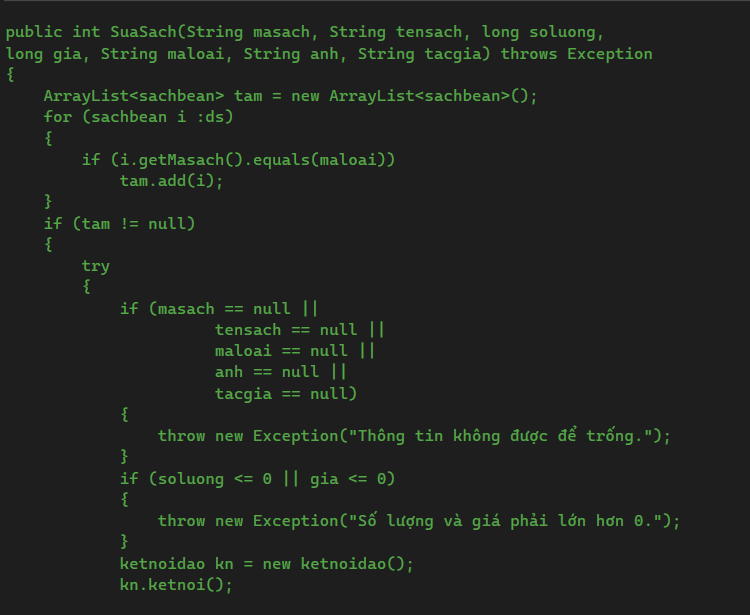 public int SuaSach(String masach, String tensach, long soluong,
long gia, String maloai, String anh, String tacgia) throws Exception
{
    ArrayList<sachbean> tam = new ArrayList<sachbean>();
    for (sachbean i :ds)
    {
        if (i.getMasach().equals(maloai))
            tam.add(i);
    }
    if (tam != null)
    {
        try
        {
            if (masach == null ||
                      tensach == null ||
                      maloai == null ||
                      anh == null ||
                      tacgia == null)
            {
                throw new Exception("Thông tin không được để trống.");
            }
            if (soluong <= 0 || gia <= 0)
            {
                throw new Exception("Số lượng và giá phải lớn hơn 0.");
            }
            ketnoidao kn = new ketnoidao();
            kn.ketnoi();